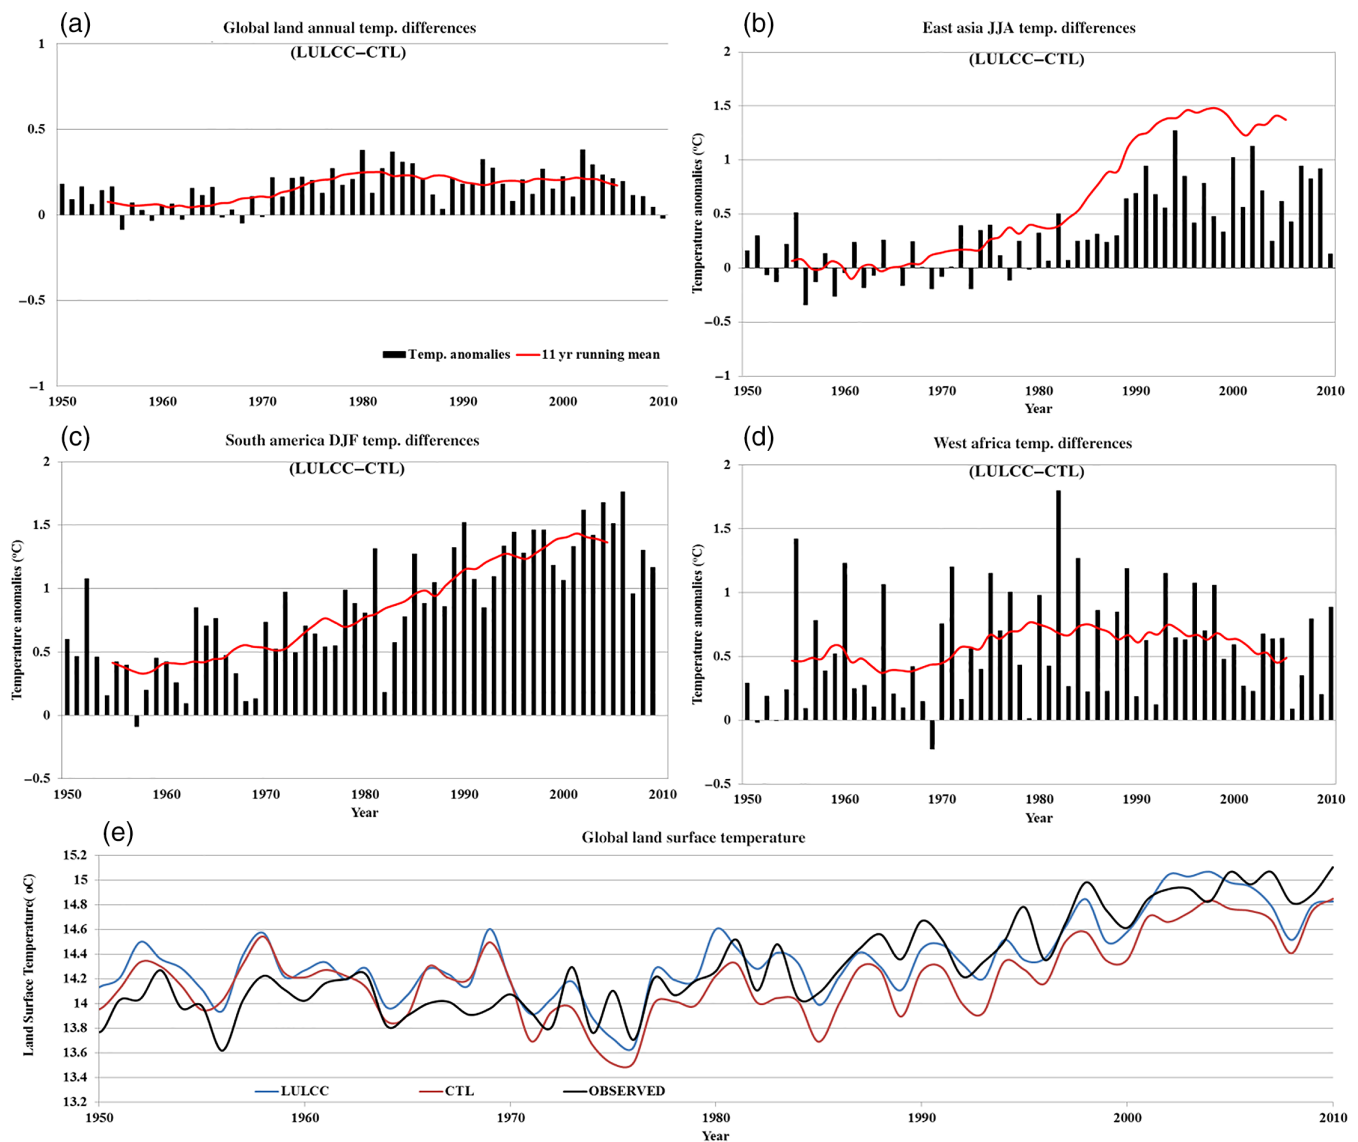 (a)
Global land annual temp. differences
(LULCC–CTL)
1
0.5
0
–0.5
–1
Temp. anomalies
11 yr running mean
1950 1960 1970 1980 1990 2000 2010
(b)
East asia JJA temp. differences
(LULCC–CTL)
Temperature anomalies (°C)
2
1.5
1
0.5
0
–0.5
–1
1950 1960 1970 1980 1990 2000 2010
Year
(c)
South america DJF temp. differences
(LULCC–CTL)
Temperature anomalies (°C)
2
1.5
1
0.5
0
–0.5
1950 1960 1970 1980 1990 2000 2010
Year
(d)
West africa temp. differences
(LULCC–CTL)
Temperature anomalies (°C)
2
1.5
1
0.5
0
–0.5
1950 1960 1970 1980 1990 2000 2010
Year
(e)
Global land surface temperature
Land Surface Temperature( oC)
15.2
15
14.8
14.6
14.4
14.2
14
13.8
13.6
13.4
13.2
LULCC
CTL
OBSERVED
1950 1960 1970 1980 1990 2000 2010
Year